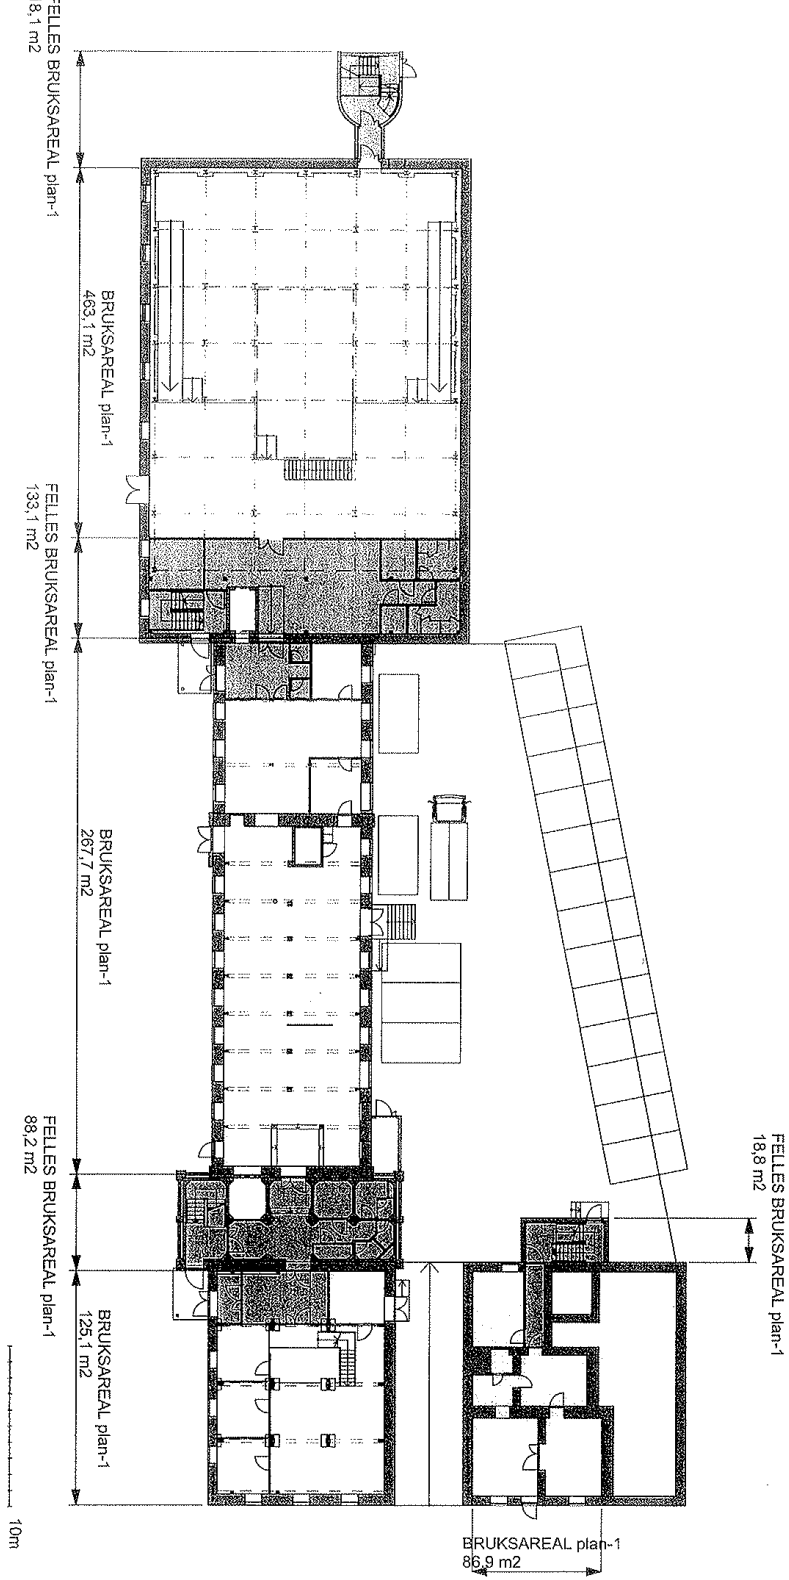 FELLES BRUKSAREAL plan-1
18,1 m2
BRUKSAREAL plan-1
463,1 m2
FELLES BRUKSAREAL plan-1
133,1 m2
BRUKSAREAL plan-1
267,7 m2
FELLES BRUKSAREAL plan-1
88,2 m2
BRUKSAREAL plan-1
125,1 m2
FELLES BRUKSAREAL plan-1
18,8 m2
BRUKSAREAL plan-1
86,9 m2
10m